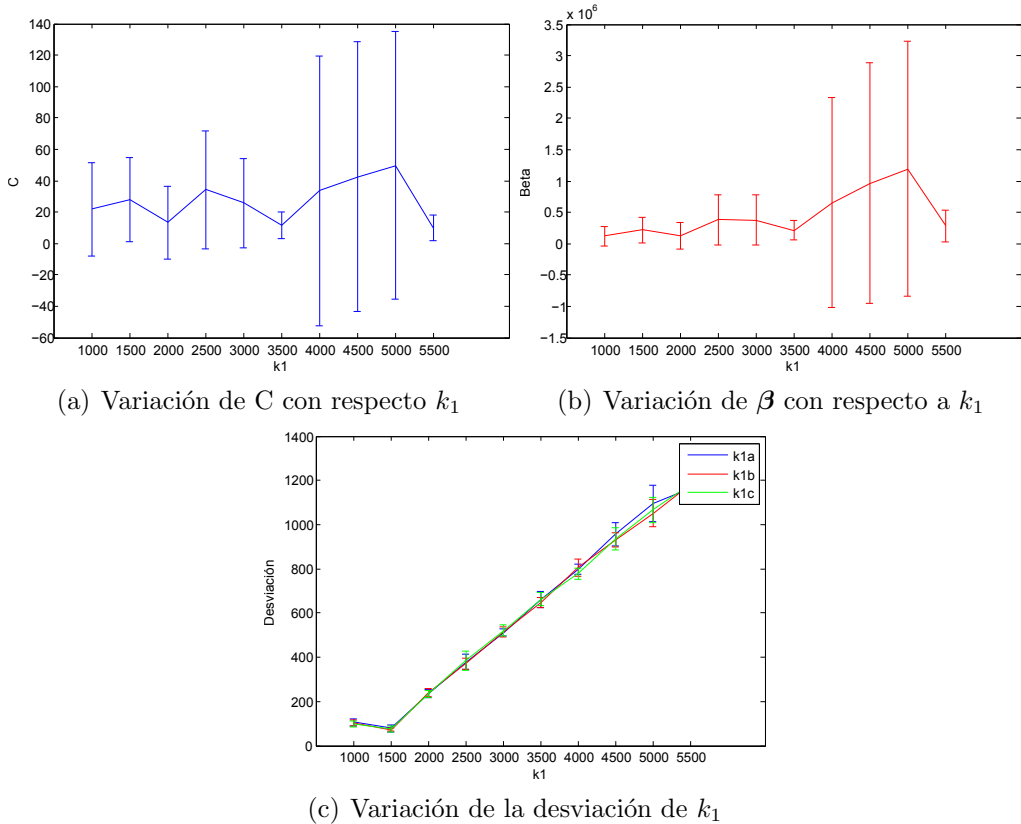 140
120
100
80
60
40
20
0
−20
−40
−60
C
1000 1500 2000 2500 3000 3500 4000 4500 5000 5500
k1
(a) Variación de C con respecto k₁
x 10⁶
3.5
3
2.5
2
1.5
1
0.5
0
−0.5
−1
−1.5
Beta
1000 1500 2000 2500 3000 3500 4000 4500 5000 5500
k1
(b) Variación de β con respecto a k₁
1400
1200
1000
800
600
400
200
0
Desviación
k1a
k1b
k1c
1000 1500 2000 2500 3000 3500 4000 4500 5000 5500
k1
(c) Variación de la desviación de k₁